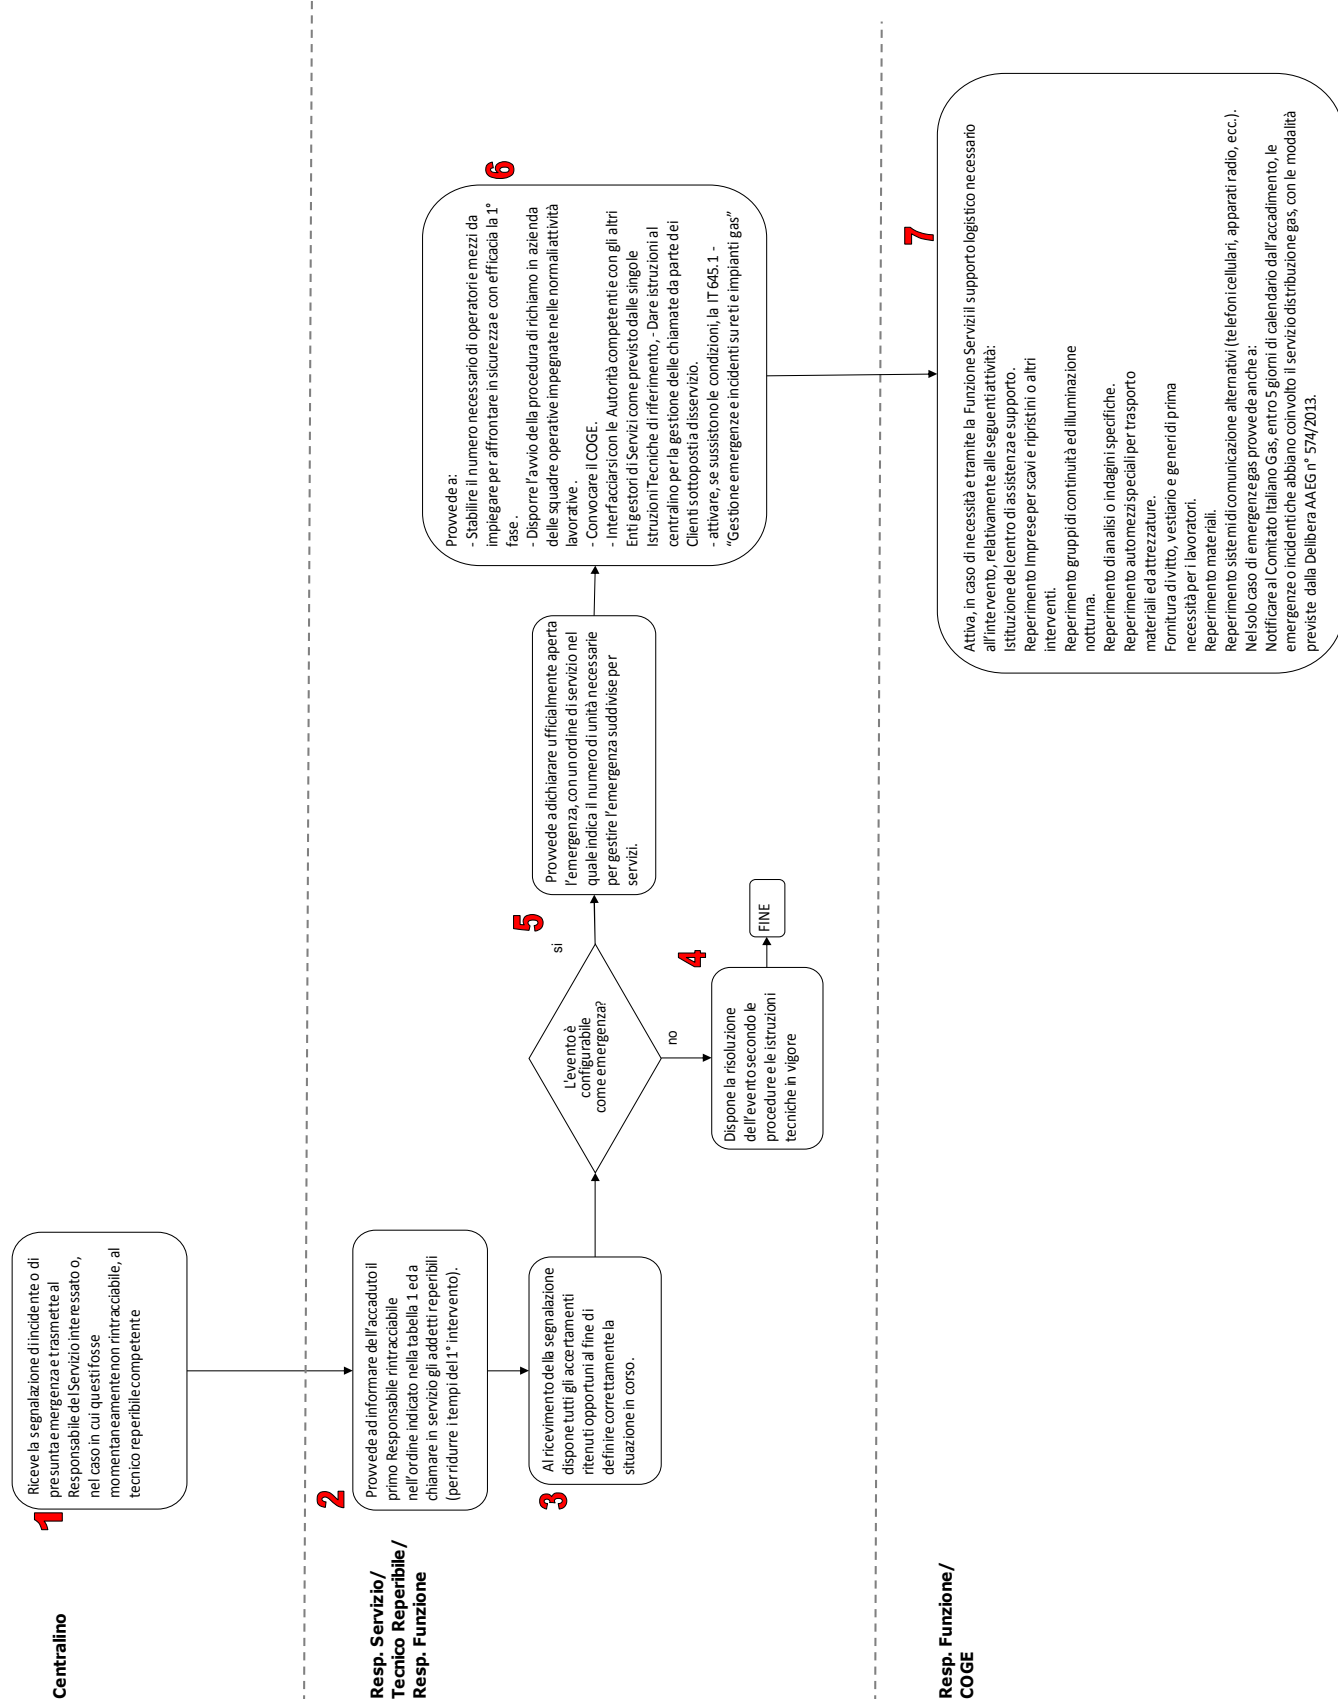 Centralino
1
Riceve la segnalazione di incidente o di
presunta emergenza e trasmette al
Responsabile del Servizio interessato o,
nel caso in cui questi fosse
momentaneamente non rintracciabile, al
tecnico reperibile competente
Resp. Servizio/
Tecnico Reperibile/
Resp. Funzione
2
Provvede ad informare dell'accaduto il
primo Responsabile rintracciabile
nell'ordine indicato nella tabella 1 ed a
chiamare in servizio gli addetti reperibili
(per ridurre i tempi del 1° intervento).
3
Al ricevimento della segnalazione
dispone tutti gli accertamenti
ritenuti opportuni al fine di
definire correttamente la
situazione in corso.
L'evento è
configurabile
come emergenza?
no
4
Dispone la risoluzione
dell'evento secondo le
procedure e le istruzioni
tecniche in vigore
FINE
si
5
Provvede a dichiarare ufficialmente aperta
l'emergenza, con un ordine di servizio nel
quale indica il numero di unità necessarie
per gestire l'emergenza suddivise per
servizi.
6
Provvede a:
- Stabilire il numero necessario di operatori e mezzi da
impiegare per affrontare in sicurezza e con efficacia la 1°
fase.
- Disporre l'avvio della procedura di richiamo in azienda
delle squadre operative impegnate nelle normali attività
lavorative.
- Convocare il COGE.
- Interfacciarsi con le Autorità competenti e con gli altri
Enti gestori di Servizi come previsto dalle singole
Istruzioni Tecniche di riferimento, - Dare istruzioni al
centralino per la gestione delle chiamate da parte dei
Clienti sottoposti a disservizio.
- attivare, se sussistono le condizioni, la IT 645.1 -
"Gestione emergenze e incidenti su reti e impianti gas"
Resp. Funzione/
COGE
7
Attiva, in caso di necessità e tramite la Funzione Servizi il supporto logistico necessario
all'intervento, relativamente alle seguenti attività:
Istituzione del centro di assistenza e supporto.
Reperimento Imprese per scavi e ripristini o altri
interventi.
Reperimento gruppi di continuità ed illuminazione
notturna.
Reperimento di analisi o indagini specifiche.
Reperimento automezzi speciali per trasporto
materiali ed attrezzature.
Fornitura di vitto, vestiario e generi di prima
necessità per i lavoratori.
Reperimento materiali.
Reperimento sistemi di comunicazione alternativi (telefoni cellulari, apparati radio, ecc.).
Nel solo caso di emergenze gas provvede anche a:
Notificare al Comitato Italiano Gas, entro 5 giorni di calendario dall'accadimento, le
emergenze o incidenti che abbiano coinvolto il servizio distribuzione gas, con le modalità
previste dalla Delibera AAEG n° 574/2013.